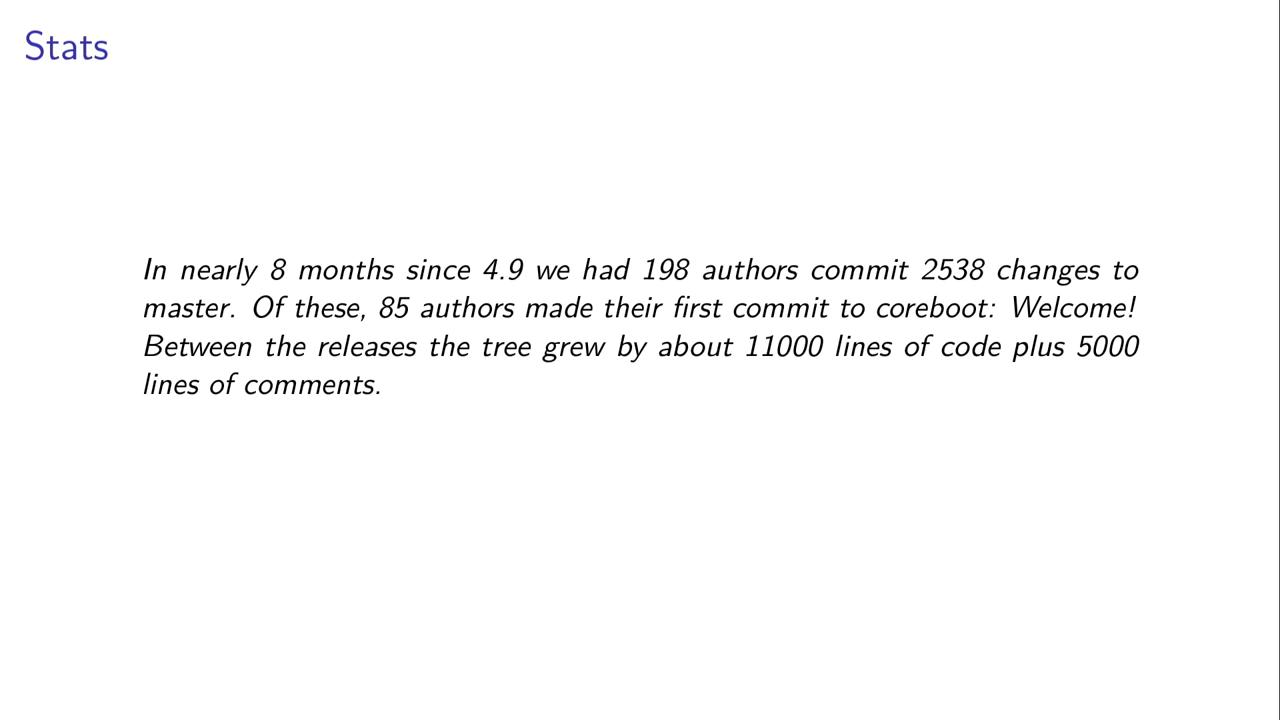 Stats
In nearly 8 months since 4.9 we had 198 authors commit 2538 changes to
master. Of these, 85 authors made their first commit to coreboot: Welcome!
Between the releases the tree grew by about 11000 lines of code plus 5000
lines of comments.